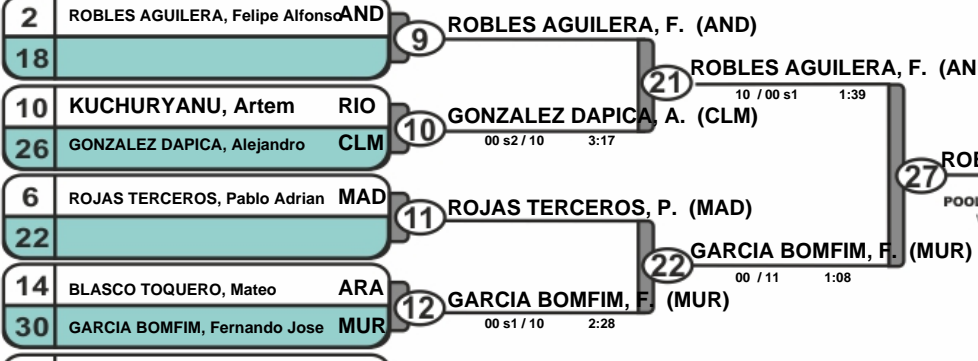 2 ROBLES AGUILERA, Felipe Alfonso AND
18
9 ROBLES AGUILERA, F. (AND)
10 KUCHURYANU, Artem RIO
26 GONZALEZ DAPICA, Alejandro CLM
10 GONZALEZ DAPICA, A. (CLM)
00 s2 / 10 3:17
21 ROBLES AGUILERA, F. (AN
10 / 00 s1 1:39
6 ROJAS TERCEROS, Pablo Adrian MAD
22
11 ROJAS TERCEROS, P. (MAD)
14 BLASCO TOQUERO, Mateo ARA
30 GARCIA BOMFIM, Fernando Jose MUR
12 GARCIA BOMFIM, F. (MUR)
00 s1 / 10 2:28
22 GARCIA BOMFIM, F. (MUR)
00 / 11 1:08
27 ROB
POOL